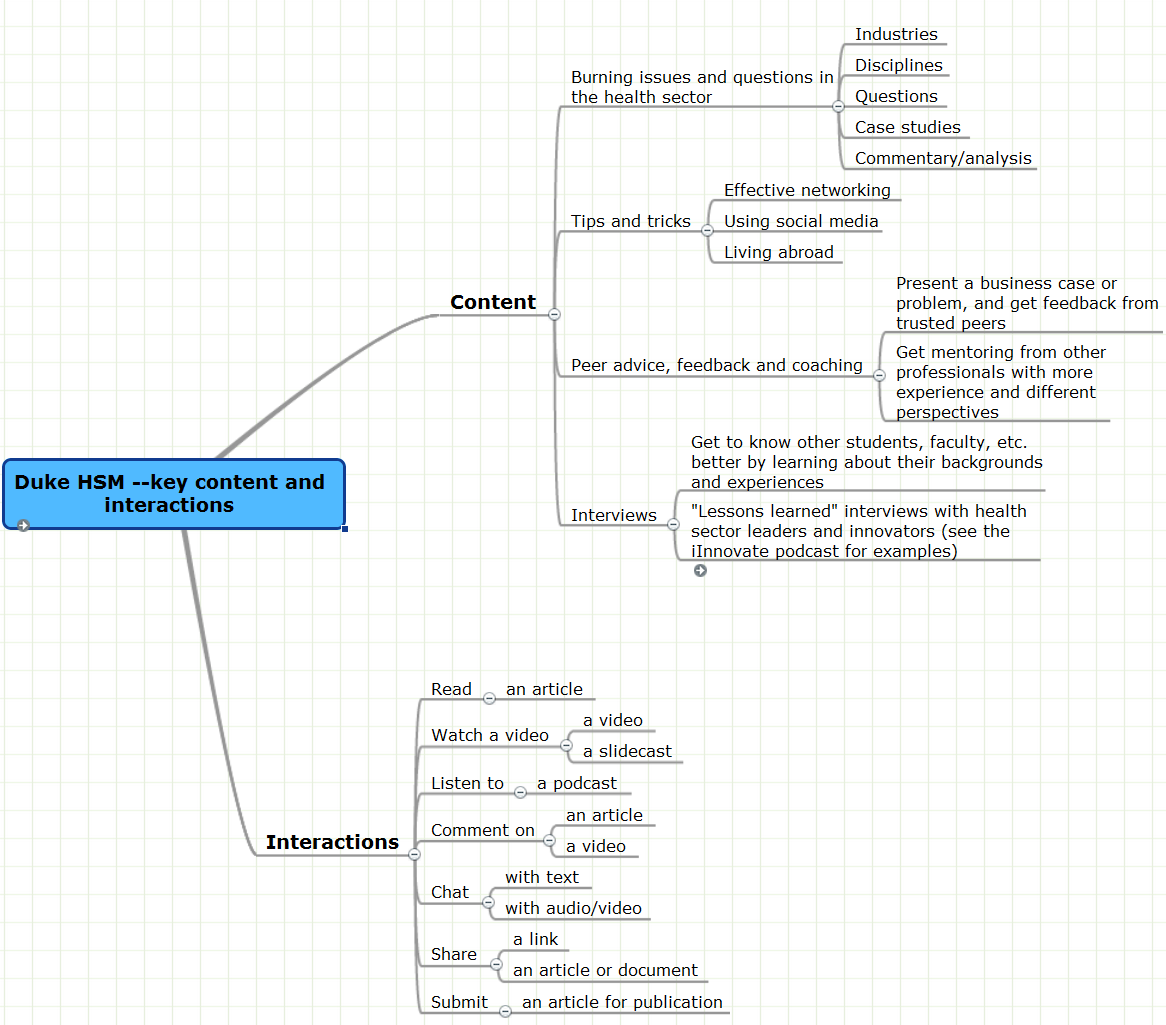 Duke HSM --key content and
interactions
Content
Burning issues and questions in
the health sector
Industries
Disciplines
Questions
Case studies
Commentary/analysis
Tips and tricks
Effective networking
Using social media
Living abroad
Peer advice, feedback and coaching
Present a business case or
problem, and get feedback from
trusted peers
Get mentoring from other
professionals with more
experience and different
perspectives
Interviews
Get to know other students, faculty, etc.
better by learning about their backgrounds
and experiences
"Lessons learned" interviews with health
sector leaders and innovators (see the
iInnovate podcast for examples)
Interactions
Read
an article
Watch a video
a video
a slidecast
Listen to
a podcast
Comment on
an article
a video
Chat
with text
with audio/video
Share
a link
an article or document
Submit
an article for publication